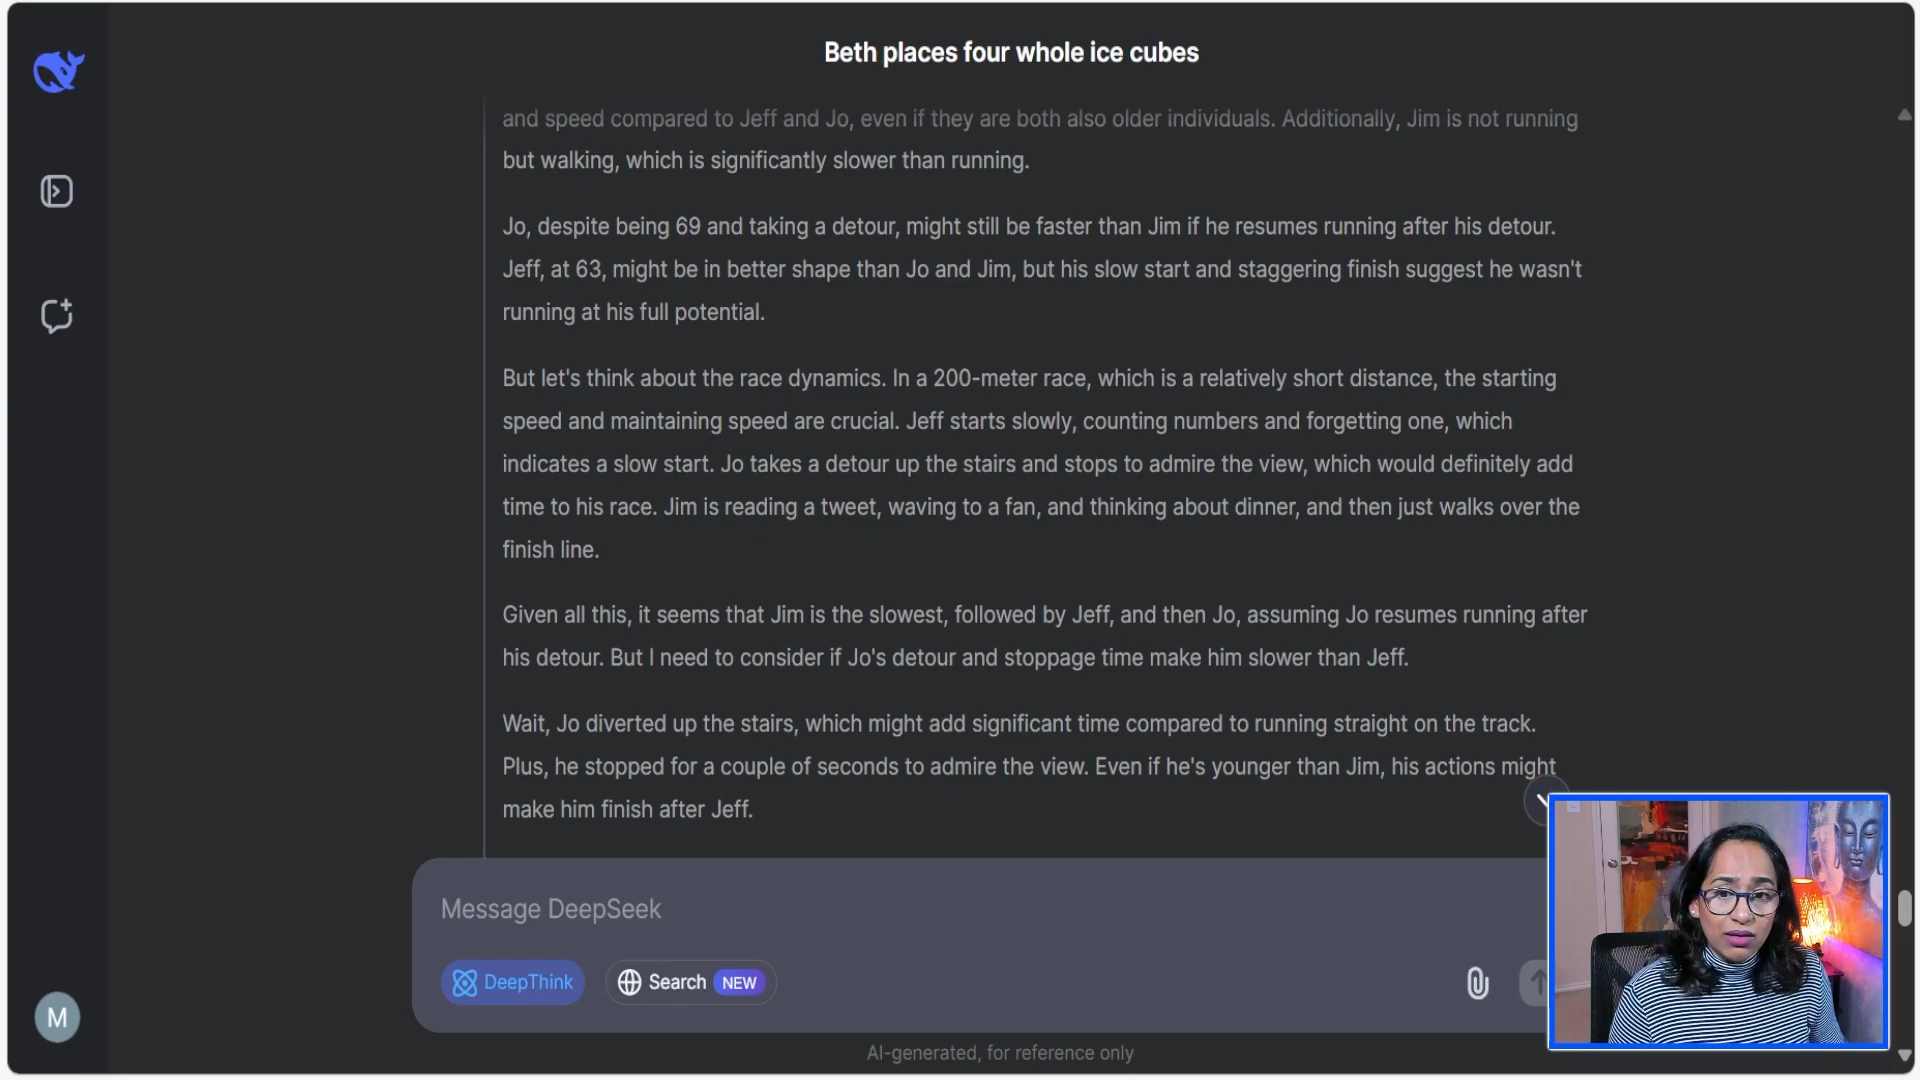 Beth places four whole ice cubes
and speed compared to Jeff and Jo, even if they are both also older individuals. Additionally, Jim is not running
but walking, which is significantly slower than running.
Jo, despite being 69 and taking a detour, might still be faster than Jim if he resumes running after his detour.
Jeff, at 63, might be in better shape than Jo and Jim, but his slow start and staggering finish suggest he wasn't
running at his full potential.
But let's think about the race dynamics. In a 200-meter race, which is a relatively short distance, the starting
speed and maintaining speed are crucial. Jeff starts slowly, counting numbers and forgetting one, which
indicates a slow start. Jo takes a detour up the stairs and stops to admire the view, which would definitely add
time to his race. Jim is reading a tweet, waving to a fan, and thinking about dinner, and then just walks over the
finish line.
Given all this, it seems that Jim is the slowest, followed by Jeff, and then Jo, assuming Jo resumes running after
his detour. But I need to consider if Jo's detour and stoppage time make him slower than Jeff.
Wait, Jo diverted up the stairs, which might add significant time compared to running straight on the track.
Plus, he stopped for a couple of seconds to admire the view. Even if he's younger than Jim, his actions might
make him finish after Jeff.
Message DeepSeek
DeepThink
Search NEW
M
AI-generated, for reference only